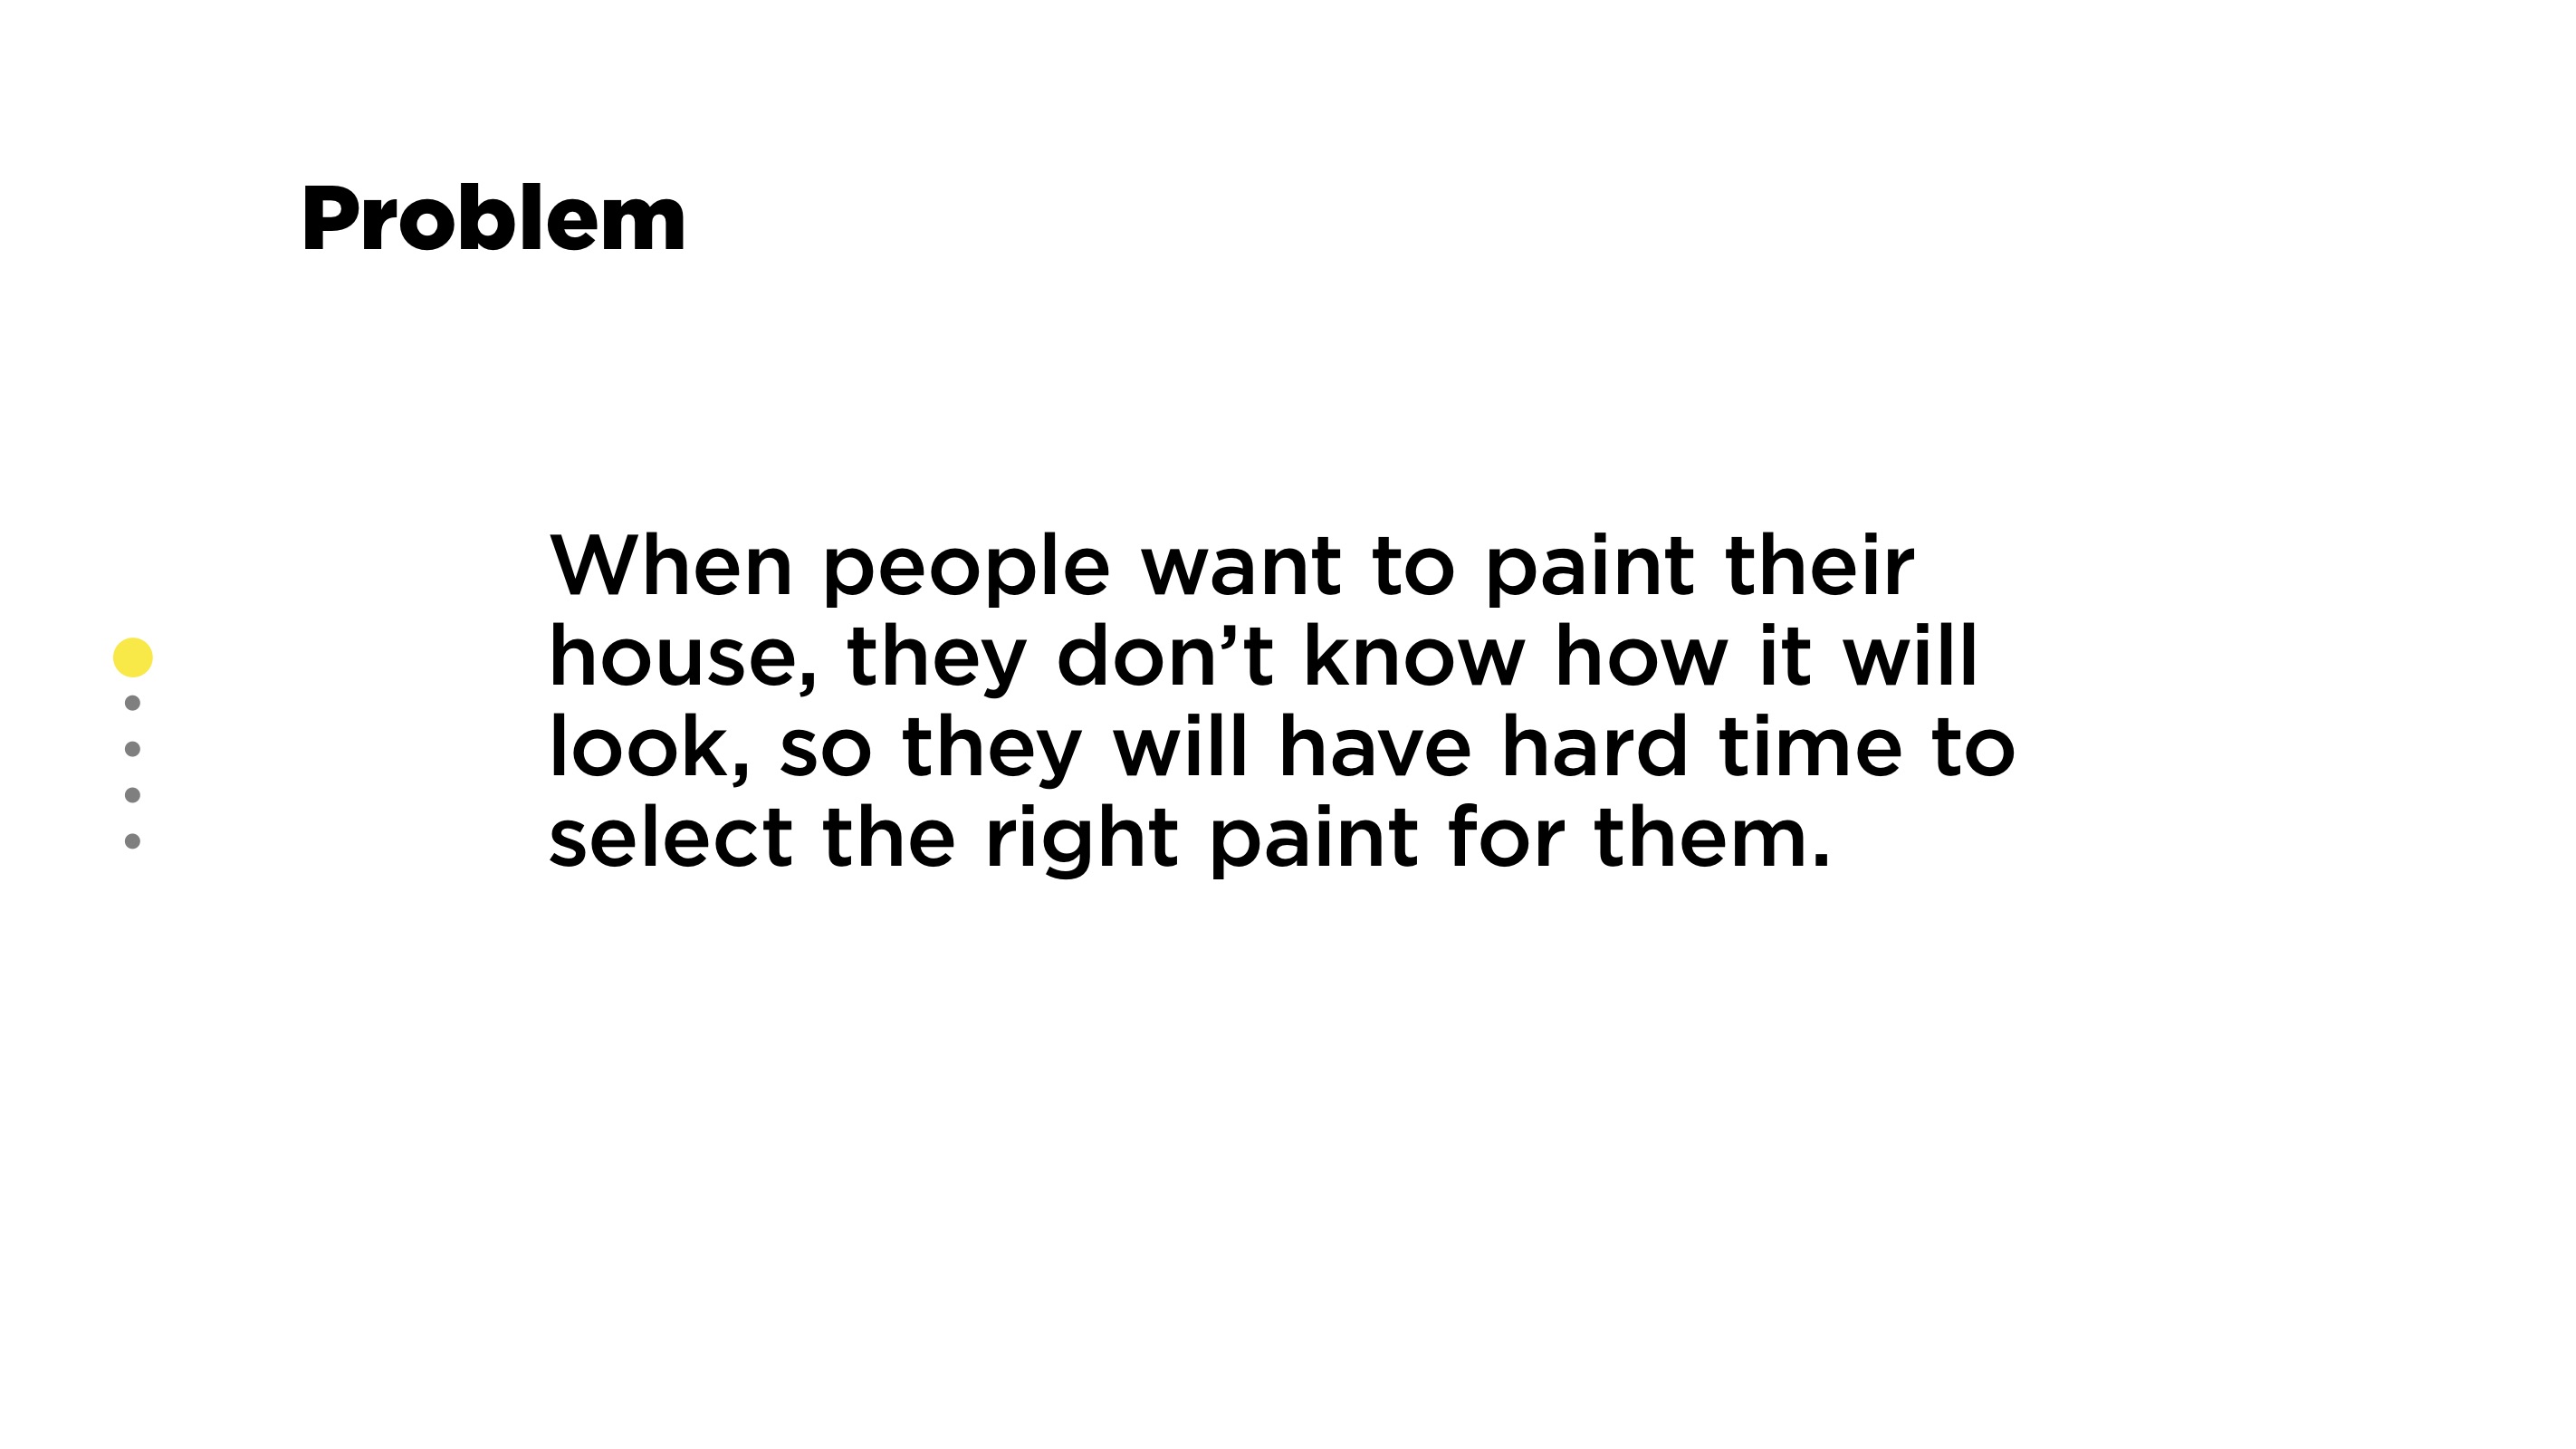 Problem
When people want to paint their
house, they don’t know how it will
look, so they will have hard time to
select the right paint for them.